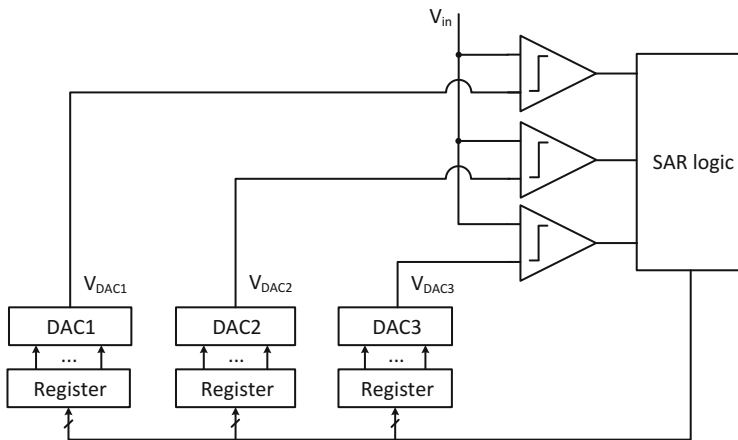 V_in
SAR logic
V_DAC1
V_DAC2
V_DAC3
DAC1
DAC2
DAC3
...
...
...
Register
Register
Register